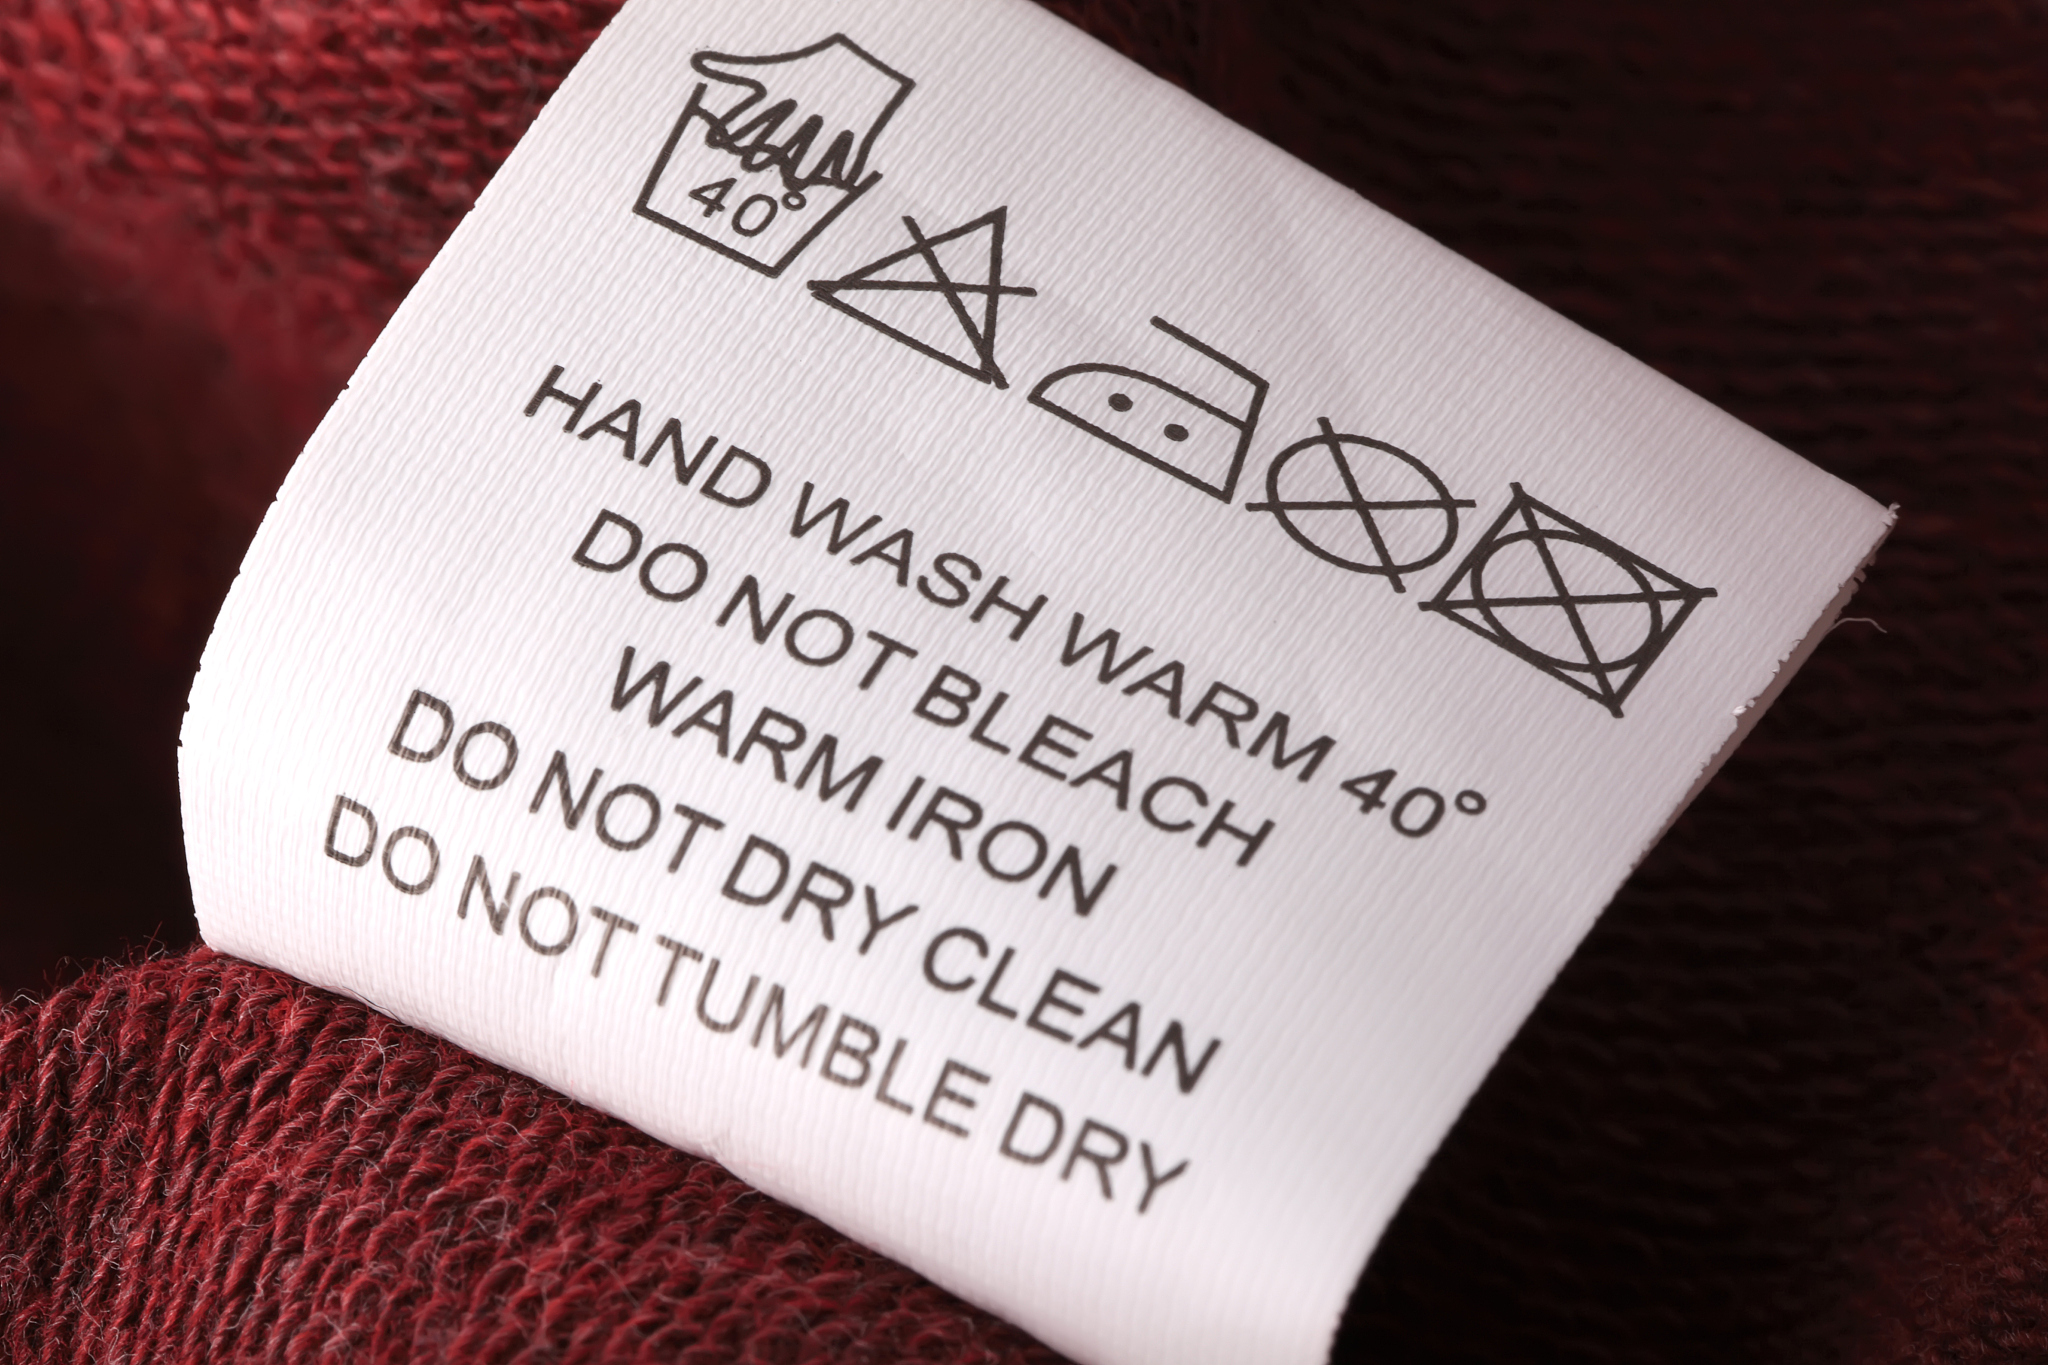 40°
HAND WASH WARM 40°
DO NOT BLEACH
WARM IRON
DO NOT DRY CLEAN
DO NOT TUMBLE DRY